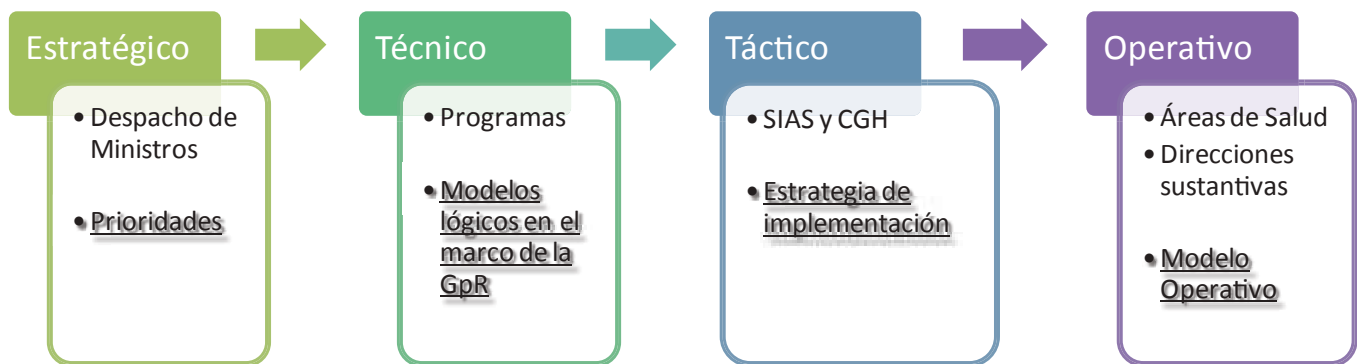 Estratégico
• Despacho de
Ministros
• Prioridades
Técnico
• Programas
• Modelos
lógicos en el
marco de la
GpR
Táctico
• SIAS y CGH
• Estrategia de
implementación
Operativo
• Áreas de Salud
• Direcciones
sustantivas
• Modelo
Operativo